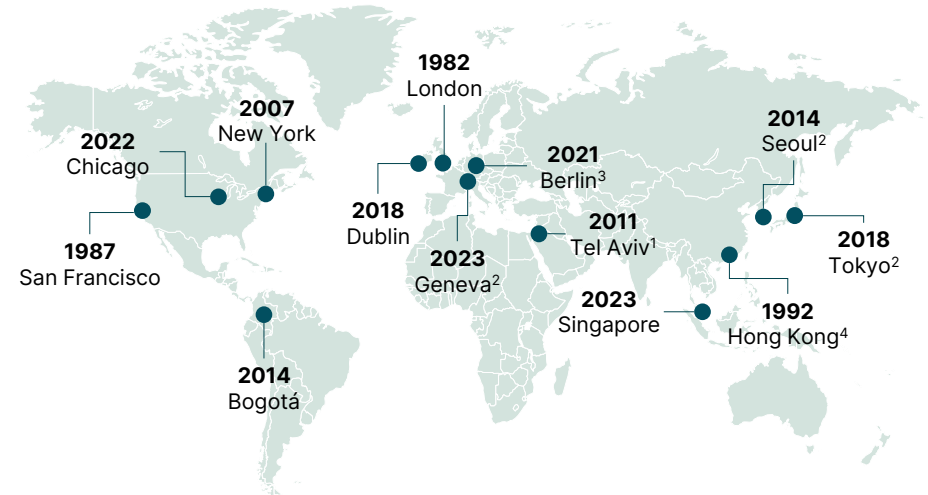 1982
London
2007
New York
2022
Chicago
2014
Seoul²
2021
Berlin³
2018
Dublin
2011
Tel Aviv¹
1987
San Francisco
2023
Geneva²
2018
Tokyo²
2023
Singapore
1992
Hong Kong⁴
2014
Bogotá